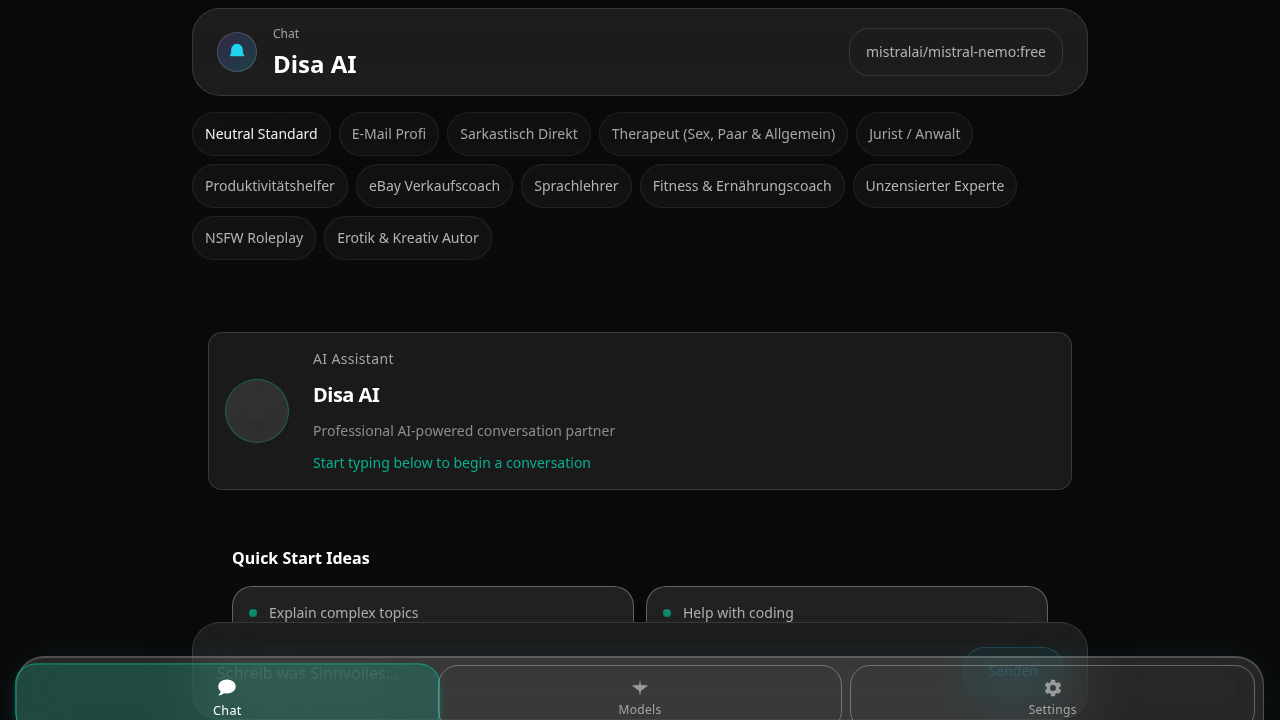 Chat
Disa AI
mistralai/mistral-nemo:free
Neutral Standard
E-Mail Profi
Sarkastisch Direkt
Therapeut (Sex, Paar & Allgemein)
Jurist / Anwalt
Produktivitätshelfer
eBay Verkaufscoach
Sprachlehrer
Fitness & Ernährungscoach
Unzensierter Experte
NSFW Roleplay
Erotik & Kreativ Autor
AI Assistant
Disa AI
Professional AI-powered conversation partner
Start typing below to begin a conversation
Quick Start Ideas
Explain complex topics
Help with coding
Schreib was Sinnvolles...
Senden
Chat
Models
Settings